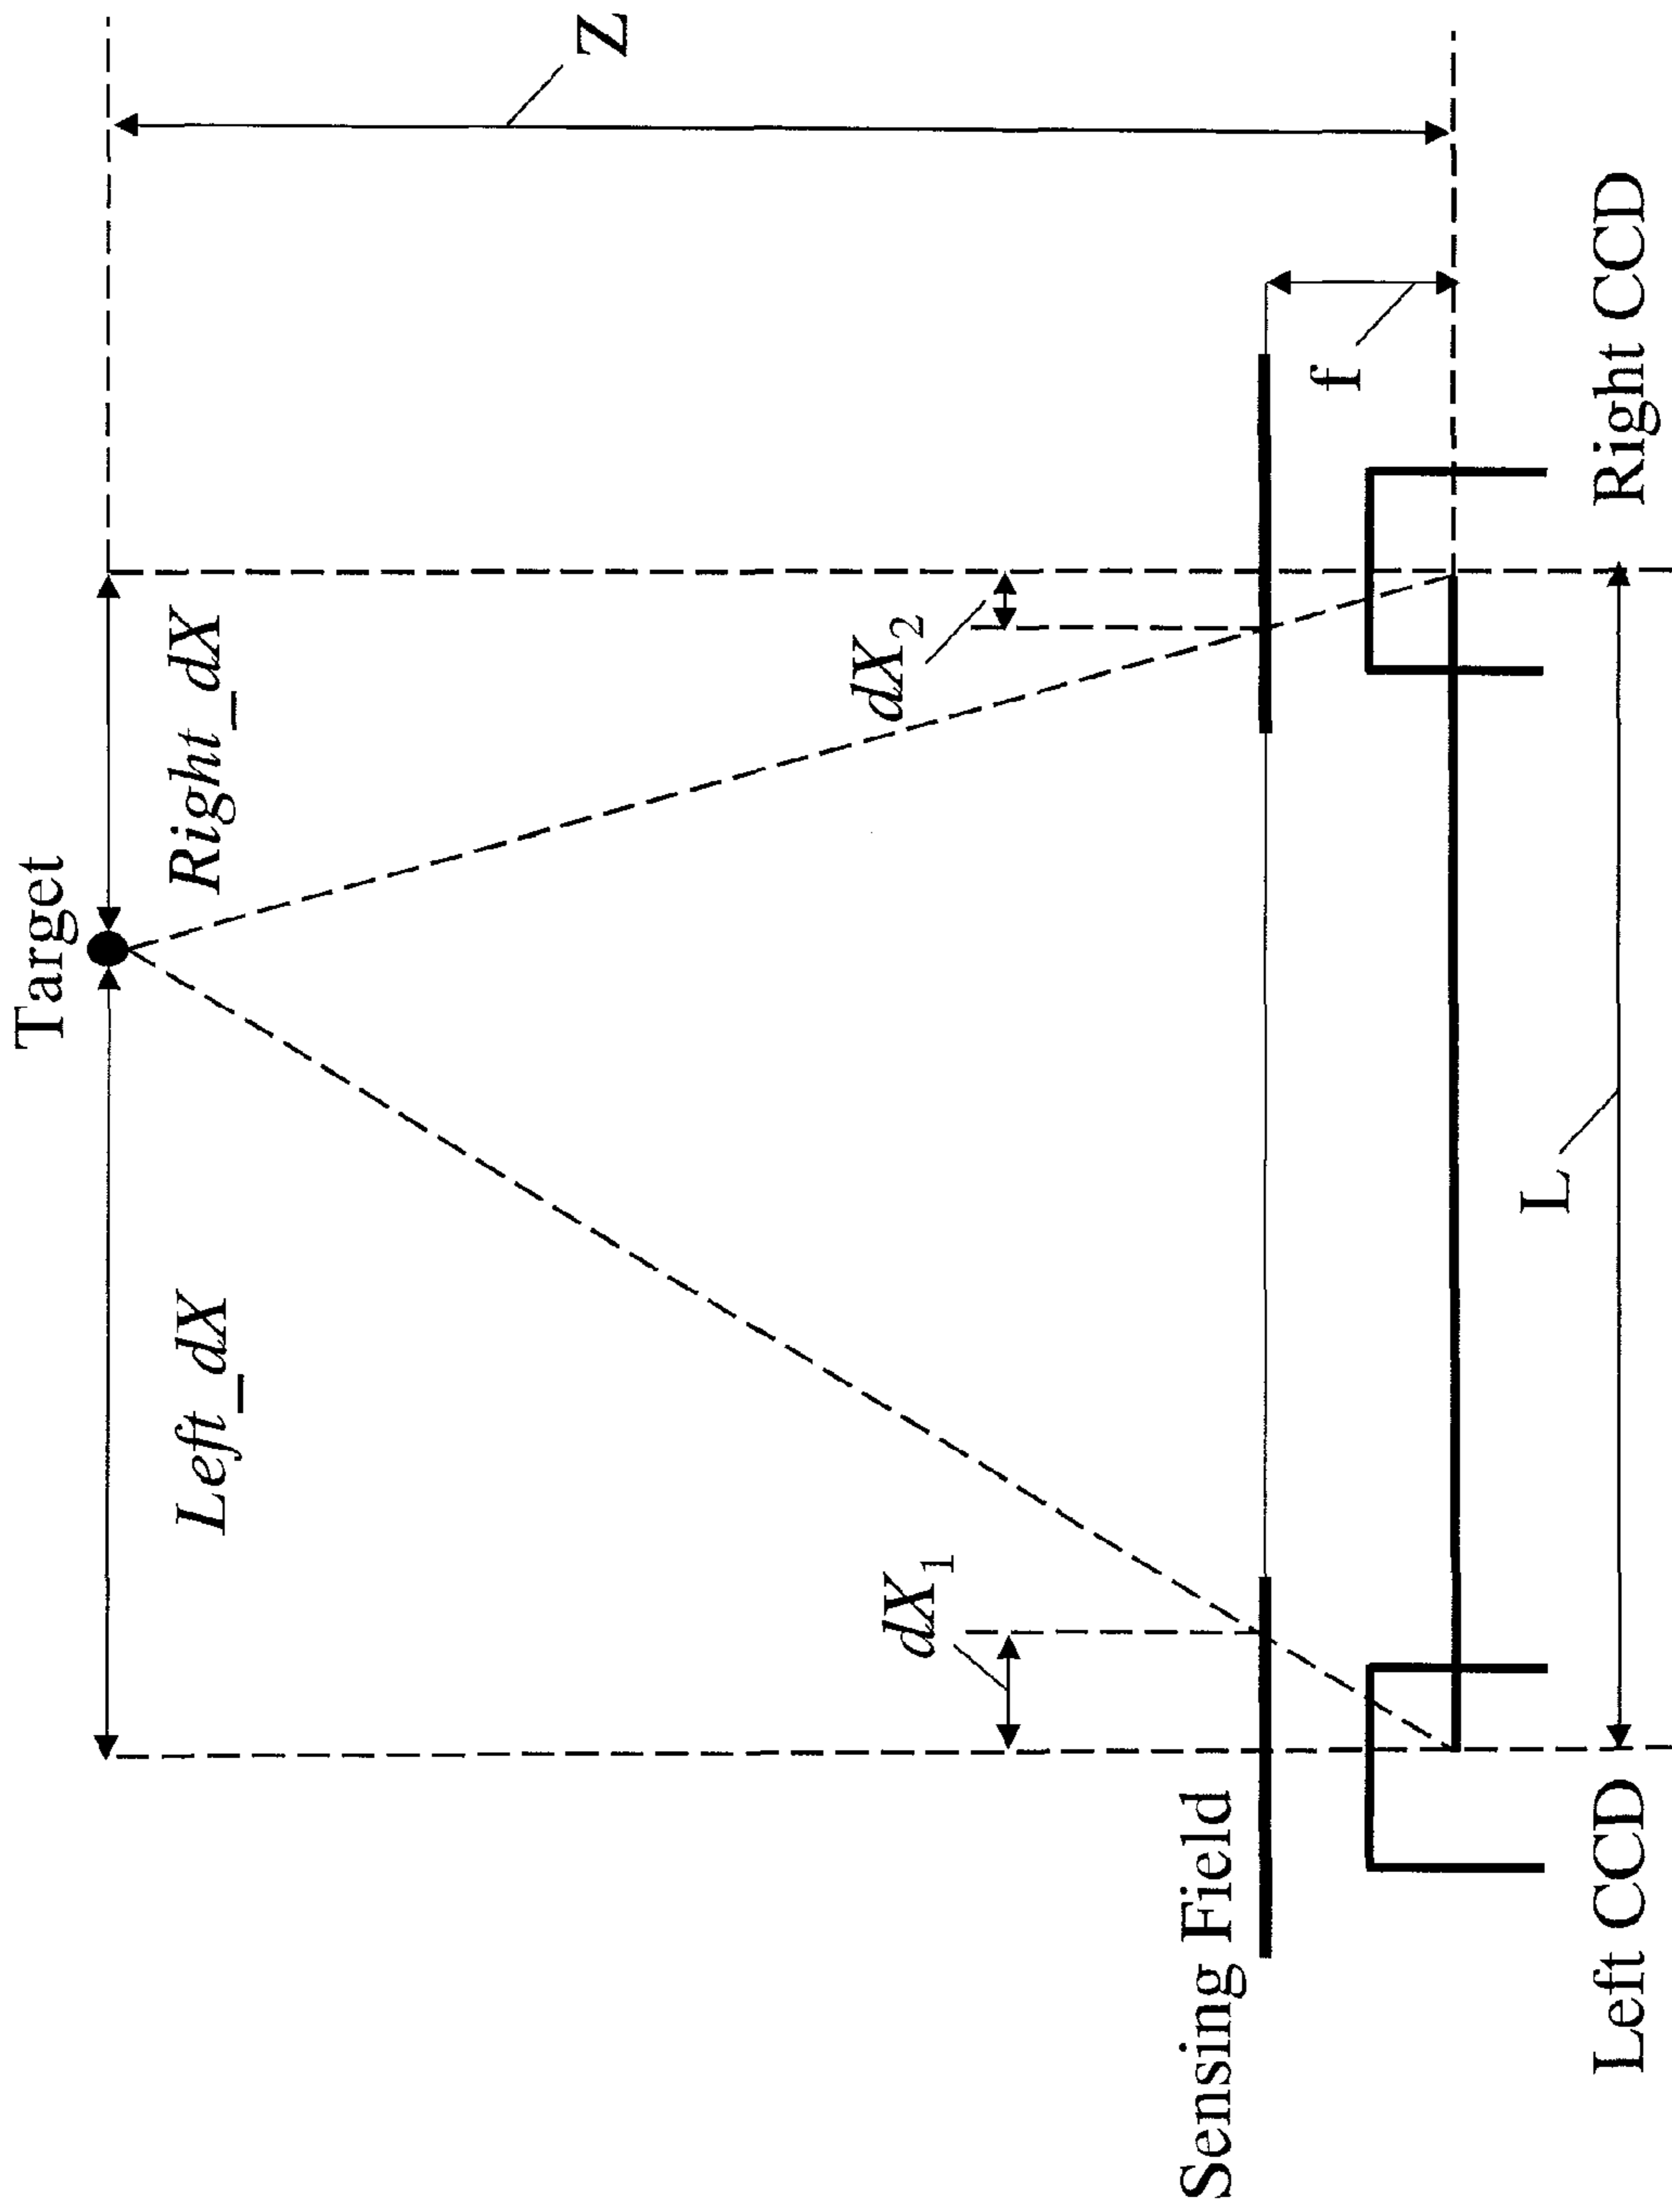 Target
Left_dX
Right_dX
Z
dX1
dX2
Sensing Field
f
L
Left CCD
Right CCD